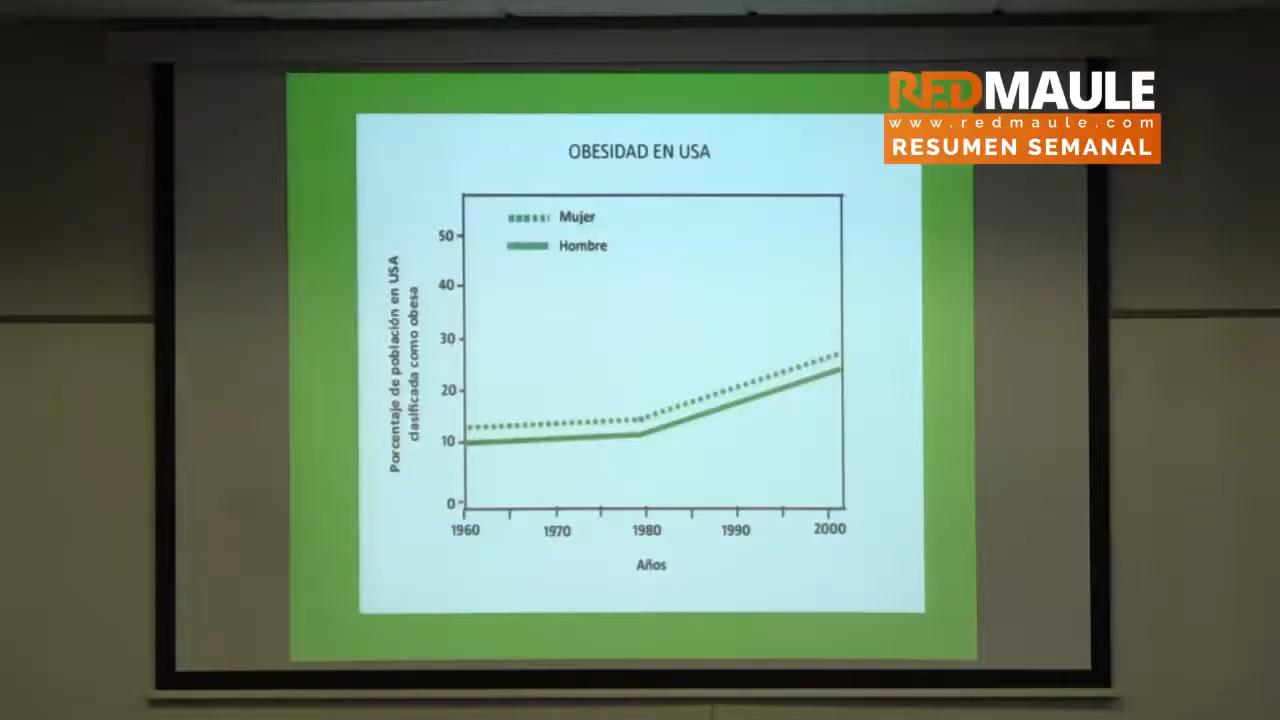 REDMAULE
www.redmaule.com
RESUMEN SEMANAL
OBESIDAD EN USA
Mujer
Hombre
Porcentaje de población en USA
clasificada como obesa
50
40
30
20
10
0
1960 1970 1980 1990 2000
Años